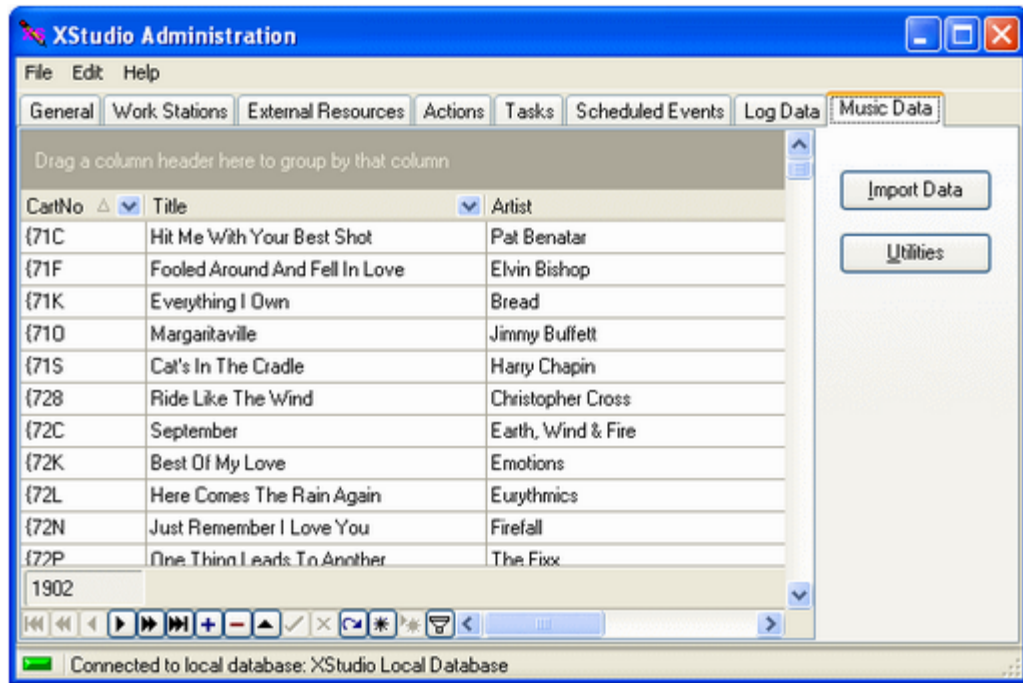 XStudio Administration
File Edit Help
General Work Stations External Resources Actions Tasks Scheduled Events Log Data Music Data
Drag a column header here to group by that column
CartNo Title Artist
{71C Hit Me With Your Best Shot Pat Benatar
{71F Fooled Around And Fell In Love Elvin Bishop
{71K Everything I Own Bread
{71O Margaritaville Jimmy Buffett
{71S Cat's In The Cradle Harry Chapin
{728 Ride Like The Wind Christopher Cross
{72C September Earth, Wind & Fire
{72K Best Of My Love Emotions
{72L Here Comes The Rain Again Eurythmics
{72N Just Remember I Love You Firefall
{72P One Thing Leads To Another The Fixx
1902
Import Data
Utilities
Connected to local database: XStudio Local Database